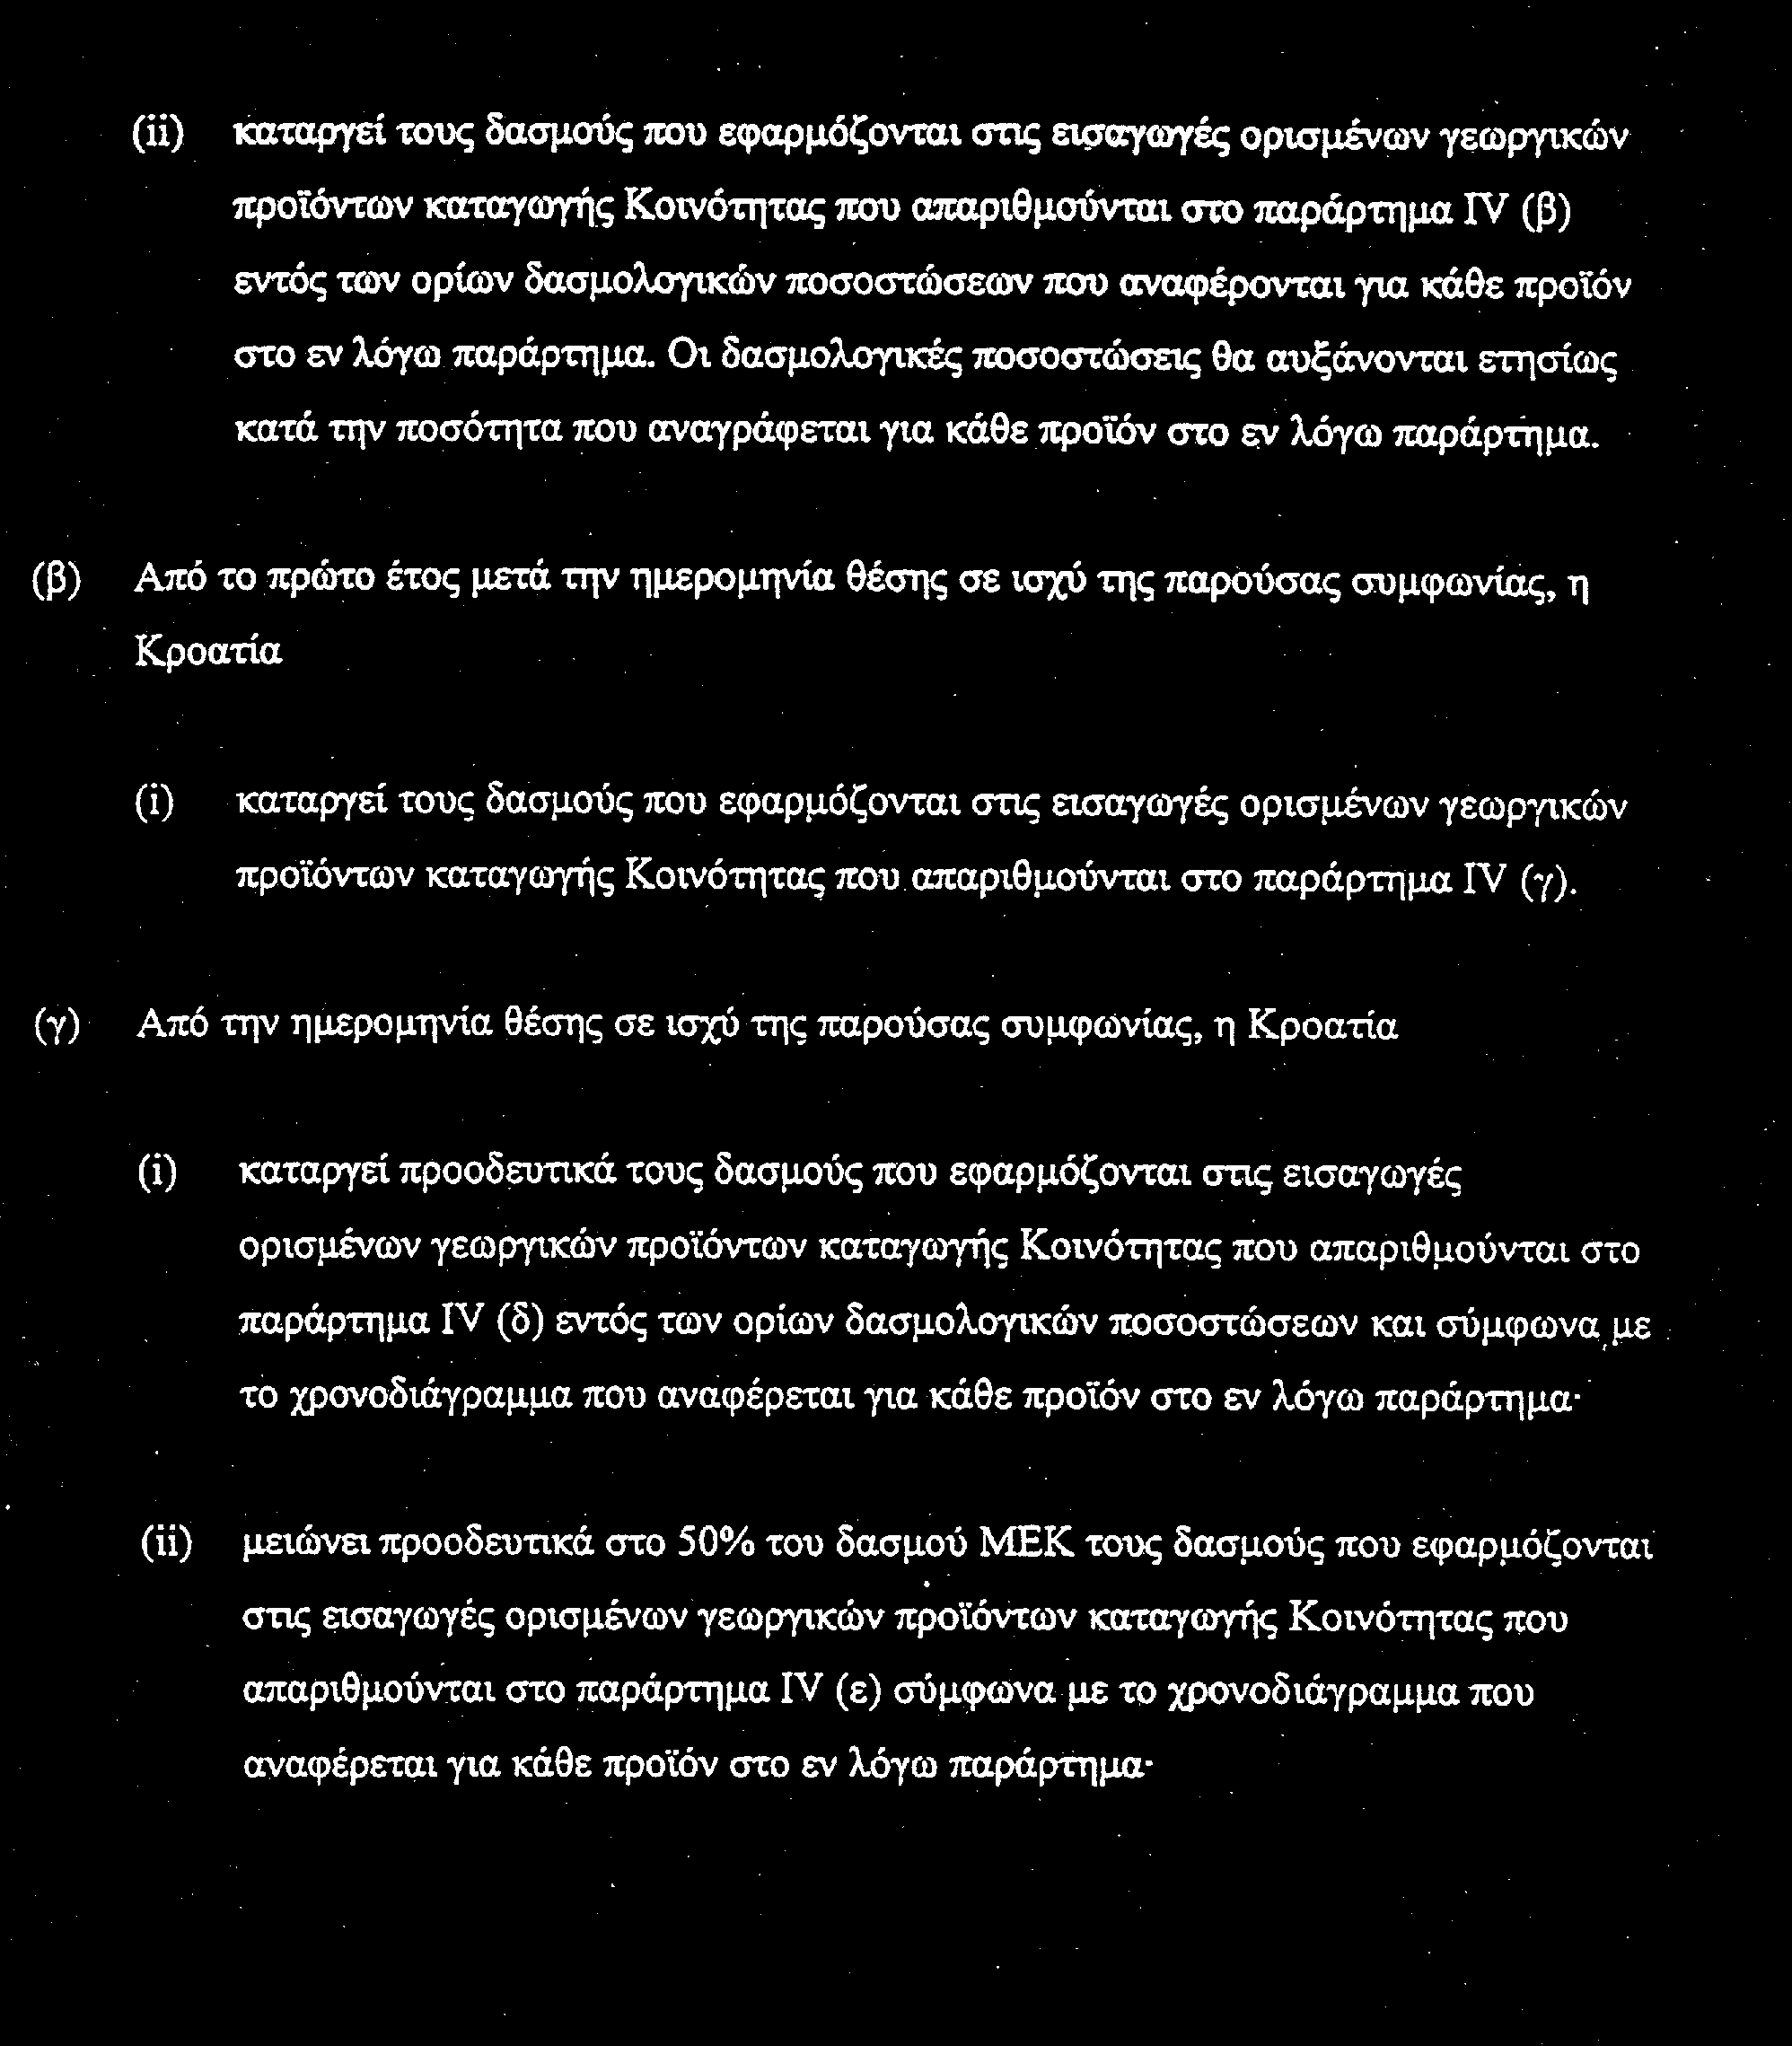 (ii) καταργεί τους δασμούς που εφαρμόζονται στις εισαγωγές ορισμένων γεωργικών
προϊόντων καταγωγής Κοινότητας που απαριθμούνται στο παράρτημα IV (β)
εντός των ορίων δασμολογικών ποσοστώσεων που αναφέρονται για κάθε προϊόν
στο εν λόγω παράρτημα. Οι δασμολογικές ποσοστώσεις θα αυξάνονται ετησίως
κατά την ποσότητα που αναγράφεται για κάθε προϊόν στο εν λόγω παράρτημα.
(β) Από το πρώτο έτος μετά την ημερομηνία θέσης σε ισχύ της παρούσας συμφωνίας, η
Κροατία
(i) καταργεί τους δασμούς που εφαρμόζονται στις εισαγωγές ορισμένων γεωργικών
προϊόντων καταγωγής Κοινότητας που απαριθμούνται στο παράρτημα IV (γ).
(γ) Από την ημερομηνία θέσης σε ισχύ της παρούσας συμφωνίας, η Κροατία
(i) καταργεί προοδευτικά τους δασμούς που εφαρμόζονται στις εισαγωγές
ορισμένων γεωργικών προϊόντων καταγωγής Κοινότητας που απαριθμούνται στο
παράρτημα IV (δ) εντός των ορίων δασμολογικών ποσοστώσεων και σύμφωνα με
το χρονοδιάγραμμα που αναφέρεται για κάθε προϊόν στο εν λόγω παράρτημα·
(ii) μειώνει προοδευτικά στο 50% του δασμού ΜΕΚ τους δασμούς που εφαρμόζονται
στις εισαγωγές ορισμένων γεωργικών προϊόντων καταγωγής Κοινότητας που
απαριθμούνται στο παράρτημα IV (ε) σύμφωνα με το χρονοδιάγραμμα που
αναφέρεται για κάθε προϊόν στο εν λόγω παράρτημα·